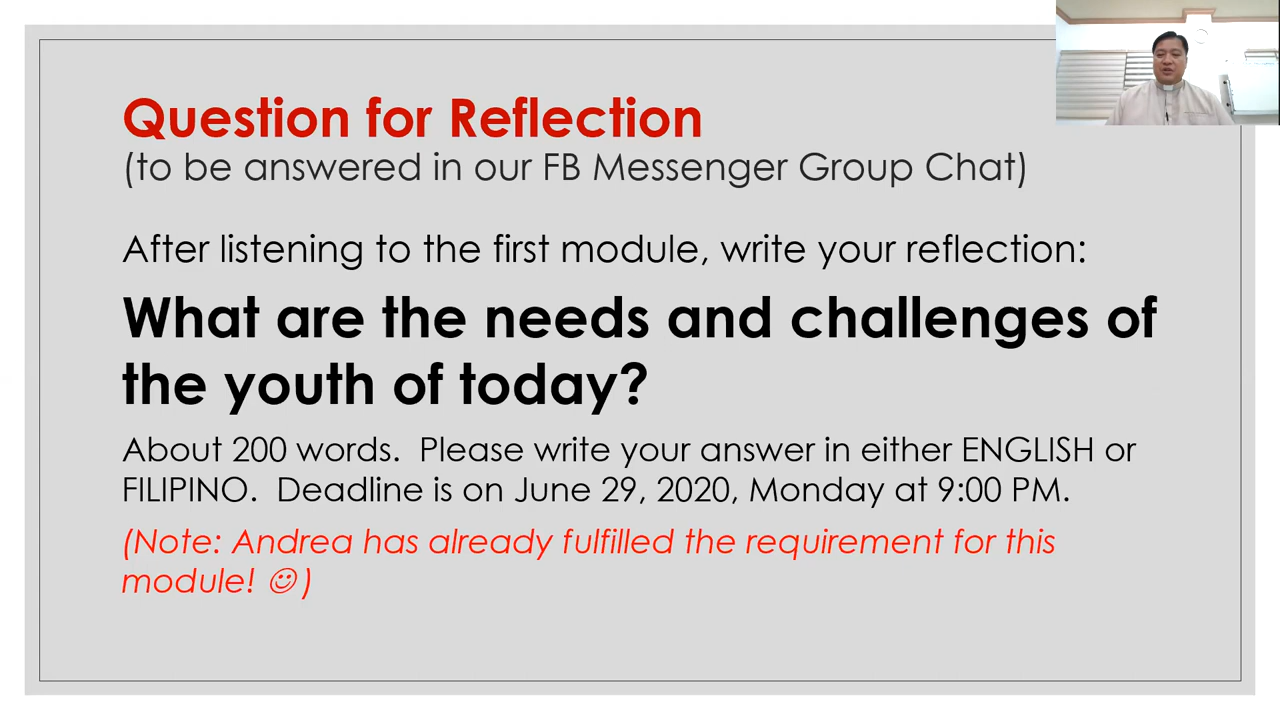 Question for Reflection
(to be answered in our FB Messenger Group Chat)
After listening to the first module, write your reflection:
What are the needs and challenges of
the youth of today?
About 200 words.  Please write your answer in either ENGLISH or
FILIPINO.  Deadline is on June 29, 2020, Monday at 9:00 PM.
(Note: Andrea has already fulfilled the requirement for this
module! ☺)